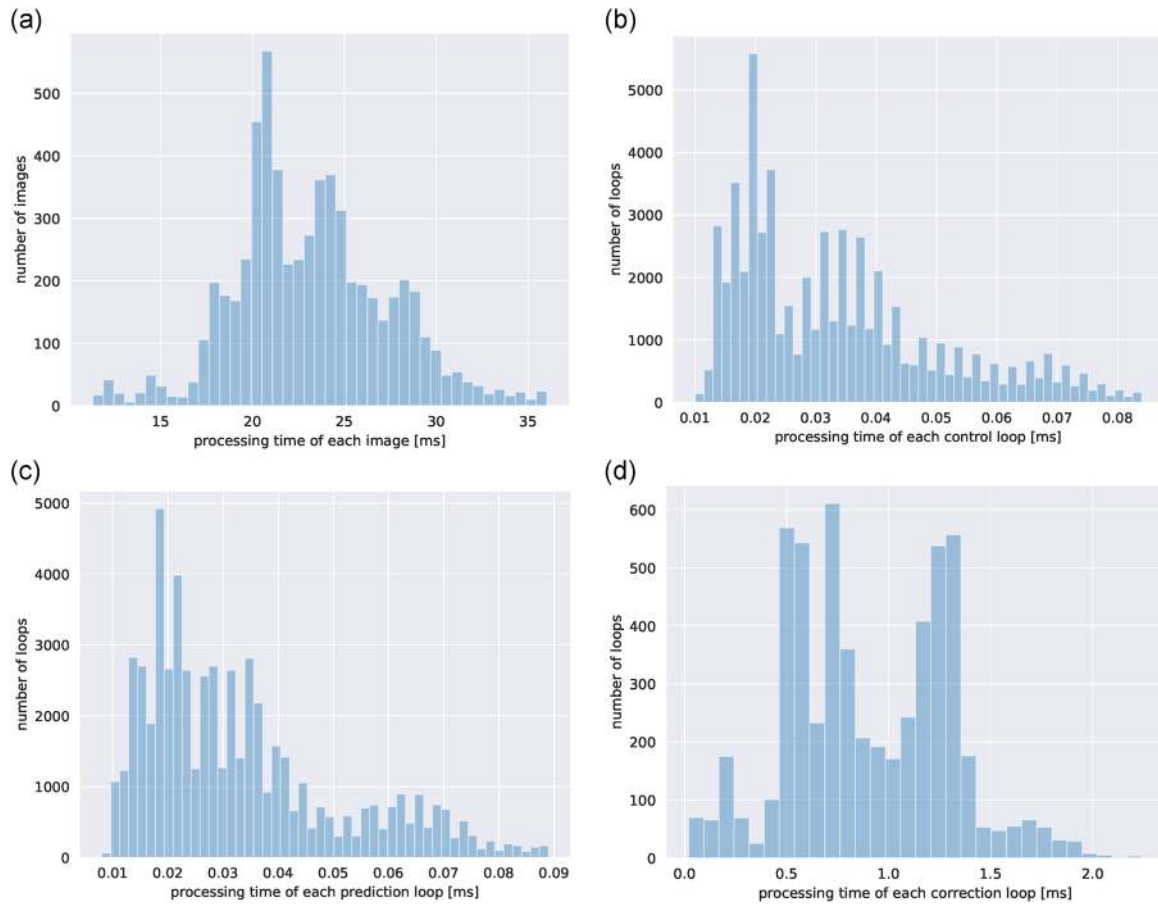 (a)
500
400
300
200
100
0
number of images
15 20 25 30 35
processing time of each image [ms]
(b)
5000
4000
3000
2000
1000
0
number of loops
0.01 0.02 0.03 0.04 0.05 0.06 0.07 0.08
processing time of each control loop [ms]
(c)
5000
4000
3000
2000
1000
0
number of loops
0.01 0.02 0.03 0.04 0.05 0.06 0.07 0.08 0.09
processing time of each prediction loop [ms]
(d)
600
500
400
300
200
100
0
number of loops
0.0 0.5 1.0 1.5 2.0
processing time of each correction loop [ms]